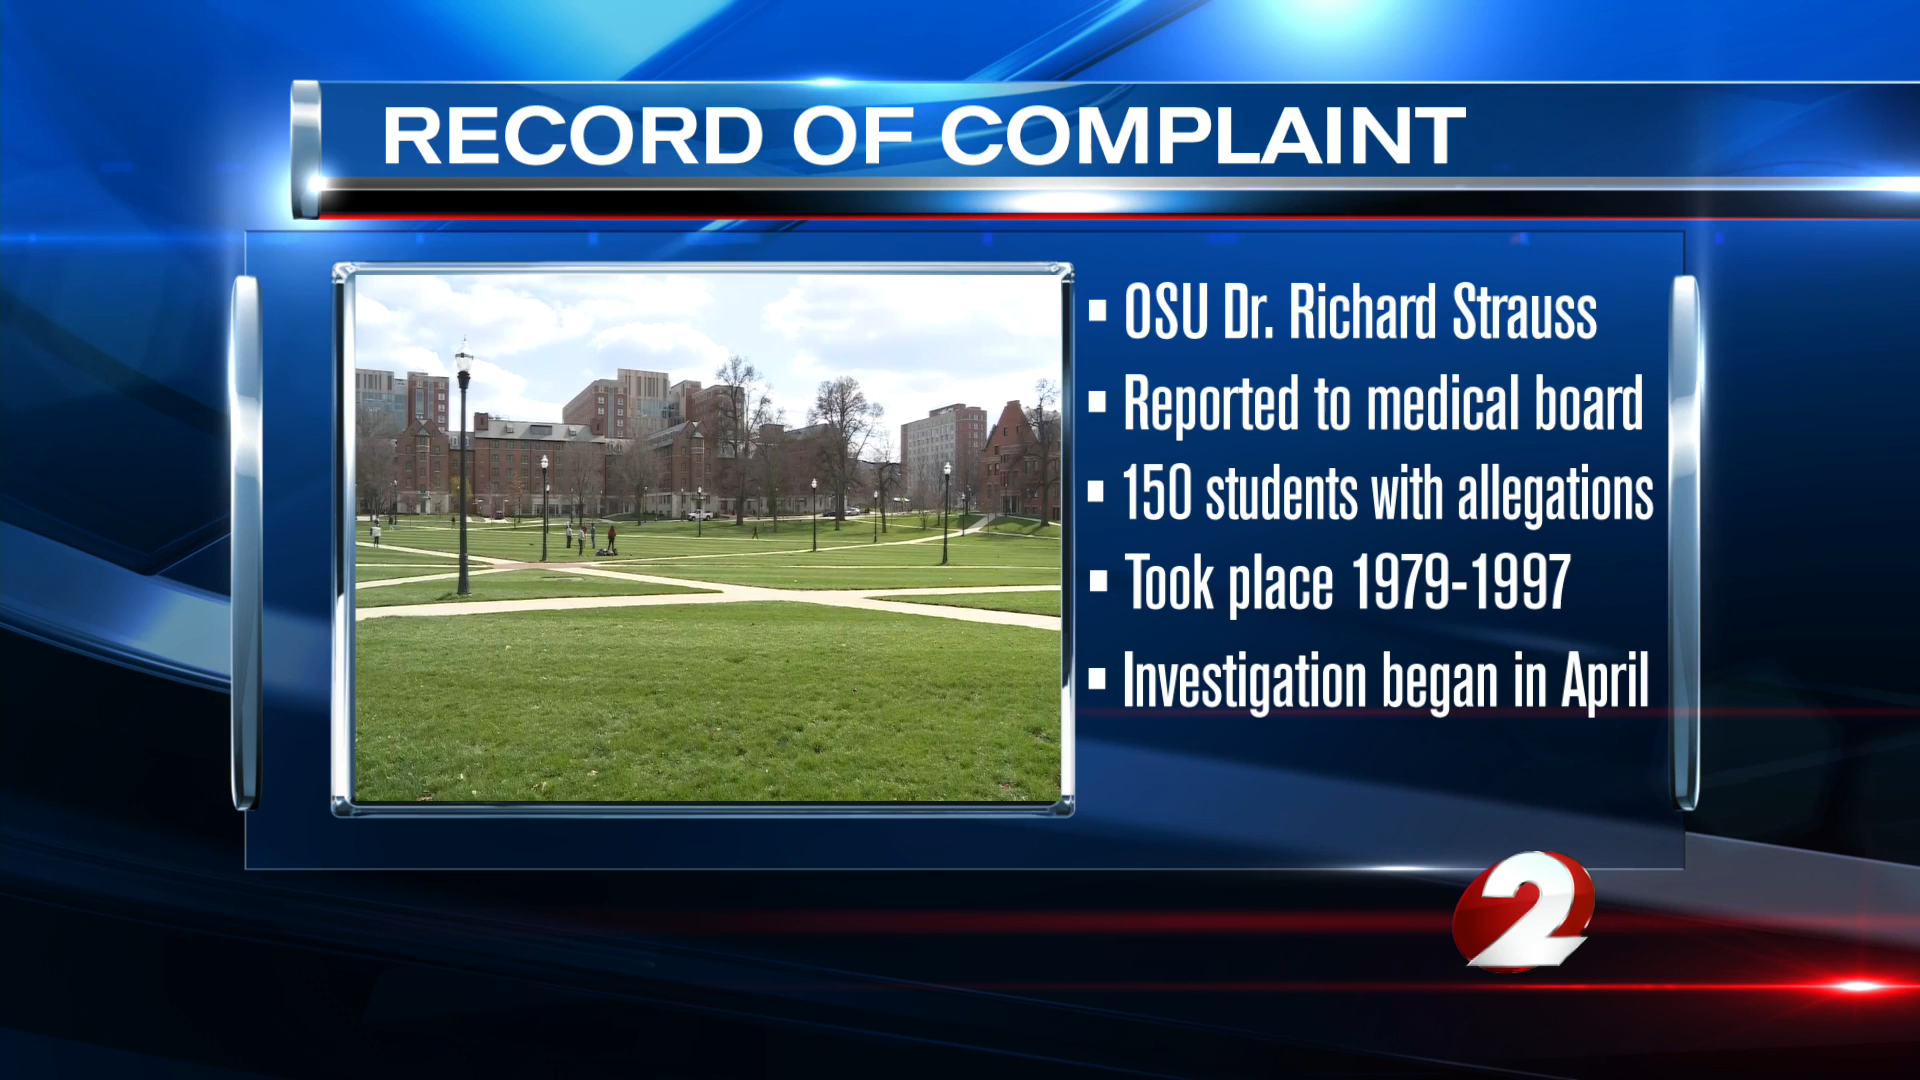 RECORD OF COMPLAINT
▪ OSU Dr. Richard Strauss
▪ Reported to medical board
▪ 150 students with allegations
▪ Took place 1979-1997
▪ Investigation began in April
2